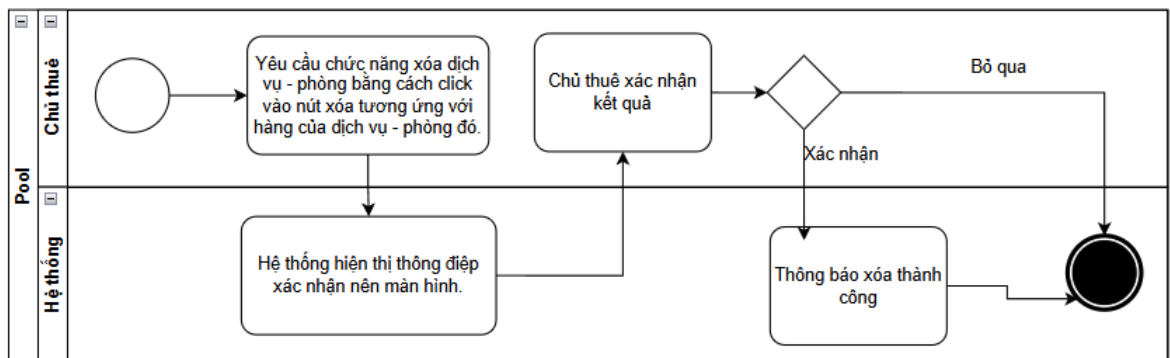 Pool
Chủ thuê
Yêu cầu chức năng xóa dịch
vụ - phòng bằng cách click
vào nút xóa tương ứng với
hàng của dịch vụ - phòng đó.
Chủ thuê xác nhận
kết quả
Bỏ qua
Xác nhận
Hệ thống
Hệ thống hiện thị thông điệp
xác nhận nên màn hình.
Thông báo xóa thành
công